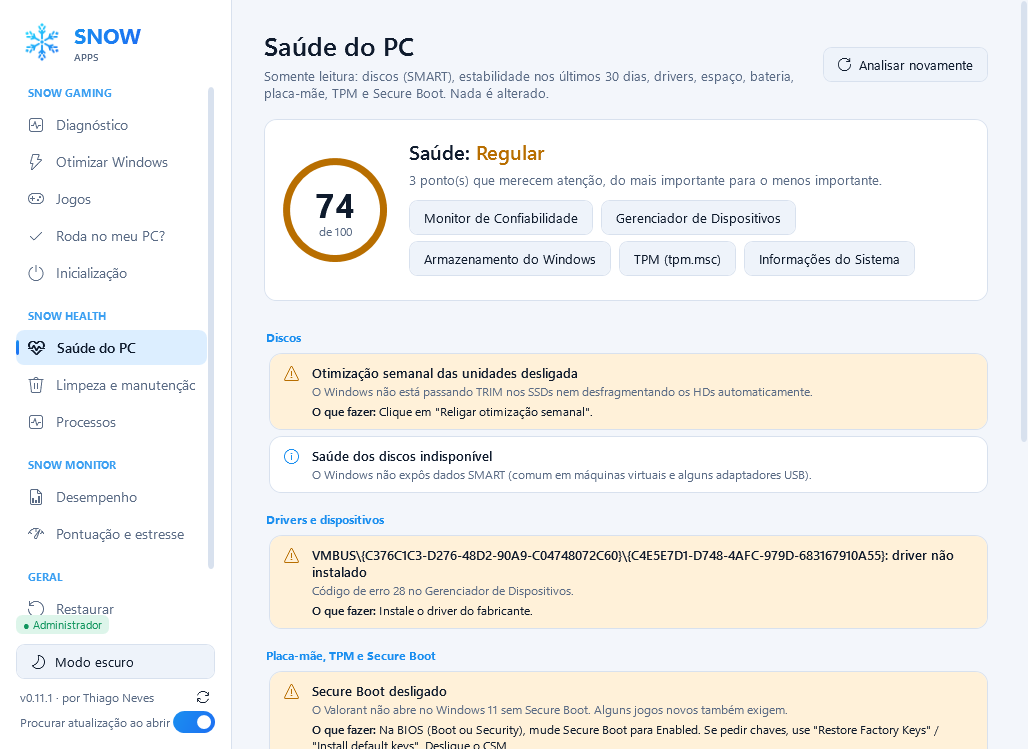 SNOW
APPS
SNOW GAMING
Diagnóstico
Otimizar Windows
Jogos
Roda no meu PC?
Inicialização
SNOW HEALTH
Saúde do PC
Limpeza e manutençãc
Processos
SNOW MONITOR
Desempenho
Pontuação e estresse
GERAL
Restaurar
Administrador
Modo escuro
v0.11.1 · por Thiago Neves
Procurar atualização ao abrir
Saúde do PC
Somente leitura: discos (SMART), estabilidade nos últimos 30 dias, drivers, espaço, bateria,
placa-mãe, TPM e Secure Boot. Nada é alterado.
Analisar novamente
74
de 100
Saúde: Regular
3 ponto(s) que merecem atenção, do mais importante para o menos importante.
Monitor de Confiabilidade
Gerenciador de Dispositivos
Armazenamento do Windows
TPM (tpm.msc)
Informações do Sistema
Discos
Otimização semanal das unidades desligada
O Windows não está passando TRIM nos SSDs nem desfragmentando os HDs automaticamente.
O que fazer: Clique em "Religar otimização semanal".
Saúde dos discos indisponível
O Windows não expôs dados SMART (comum em máquinas virtuais e alguns adaptadores USB).
Drivers e dispositivos
VMBUS\{C376C1C3-D276-48D2-90A9-C04748072C60}\{C4E5E7D1-D748-4AFC-979D-683167910A55}: driver não
instalado
Código de erro 28 no Gerenciador de Dispositivos.
O que fazer: Instale o driver do fabricante.
Placa-mãe, TPM e Secure Boot
Secure Boot desligado
O Valorant não abre no Windows 11 sem Secure Boot. Alguns jogos novos também exigem.
O que fazer: Na BIOS (Boot ou Security), mude Secure Boot para Enabled. Se pedir chaves, use "Restore Factory Keys" /
"Install default keys". Desligue o CSM.